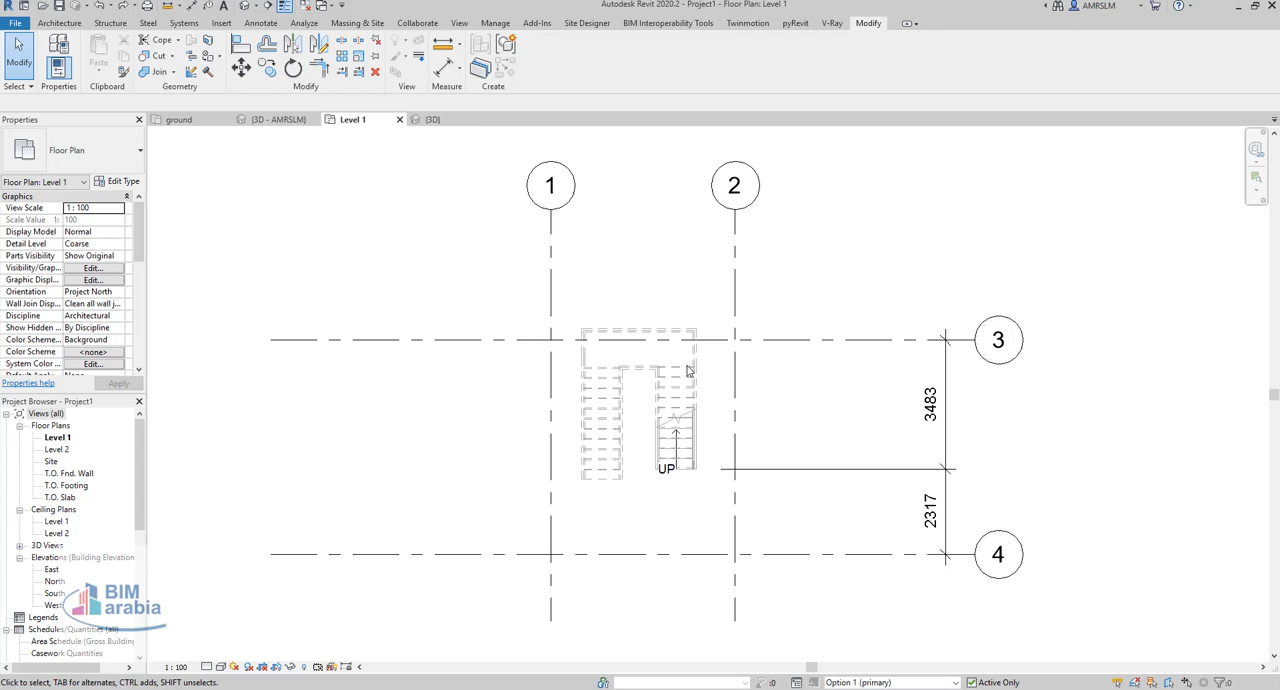 Autodesk Revit 2020.2 - Project1 - Floor Plan: Level 1
AMRSLM
File Architecture Structure Steel Systems Insert Annotate Analyze Massing & Site Collaborate View Manage Add-Ins Site Designer BIM Interoperability Tools Twinmotion pyRevit V-Ray Modify
Modify
Paste
Cope
Cut
Join
Select Properties Clipboard Geometry Modify View Measure Create
Properties
ground
{3D - AMRSLM}
Level 1
{3D}
Floor Plan
Floor Plan: Level 1
Edit Type
Graphics
View Scale 1 : 100
Scale Value 1: 100
Display Model Normal
Detail Level Coarse
Parts Visibility Show Original
Visibility/Grap... Edit...
Graphic Displ... Edit...
Orientation Project North
Wall Join Disp... Clean all wall j...
Discipline Architectural
Show Hidden ... By Discipline
Color Scheme... Background
Color Scheme <none>
System Color ... Edit...
Properties help
Apply
Project Browser - Project1
Views (all)
Floor Plans
Level 1
Level 2
Site
T.O. Fnd. Wall
T.O. Footing
T.O. Slab
Ceiling Plans
Level 1
Level 2
3D Views
Elevations (Building Elevation
East
North
South
West
Legends
Schedules/Quantities (all)
Area Schedule (Gross Building
Casework Quantities
BIM
arabia
1
2
3
3483
UP
2317
4
1 : 100
Click to select, TAB for alternates, CTRL adds, SHIFT unselects.
:0
Option 1 (primary)
Active Only
:0